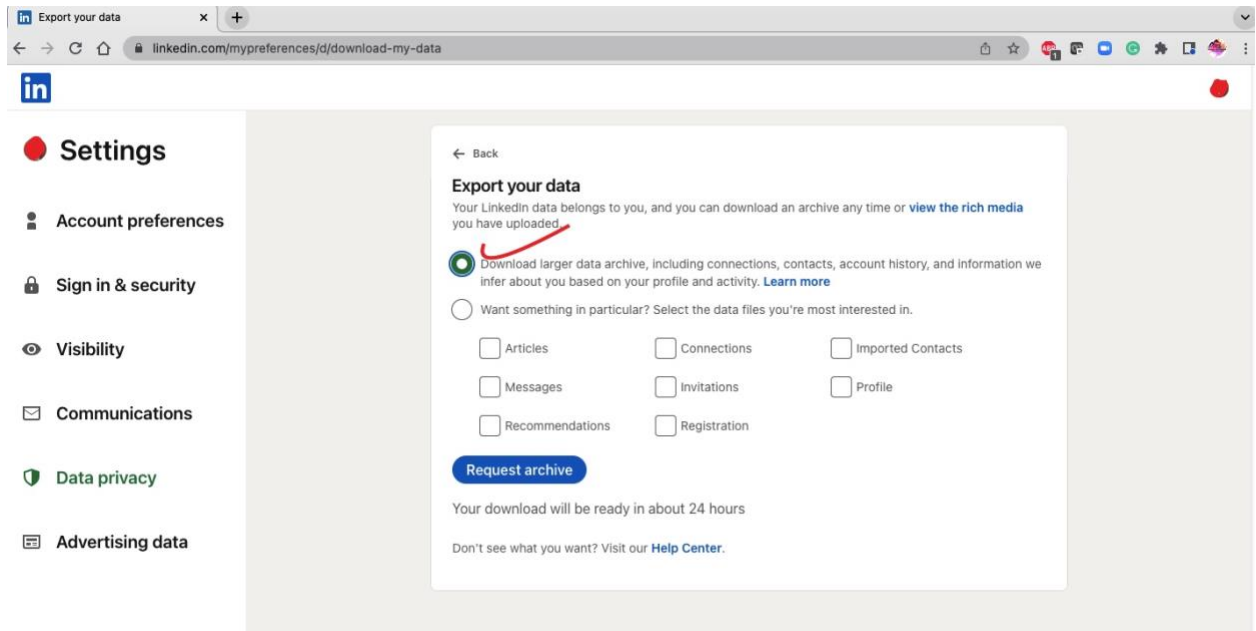 in Export your data
linkedin.com/mypreferences/d/download-my-data
ABP
1
in
Settings
Account preferences
Sign in & security
Visibility
Communications
Data privacy
Advertising data
Back
Export your data
Your LinkedIn data belongs to you, and you can download an archive any time or view the rich media
you have uploaded.
Download larger data archive, including connections, contacts, account history, and information we
infer about you based on your profile and activity. Learn more
Want something in particular? Select the data files you're most interested in.
Articles Connections Imported Contacts
Messages Invitations Profile
Recommendations Registration
Request archive
Your download will be ready in about 24 hours
Don't see what you want? Visit our Help Center.